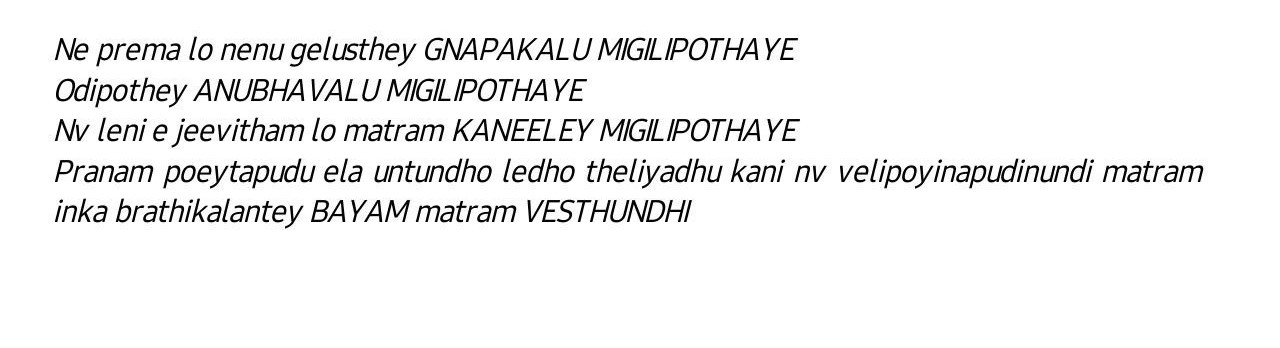 Ne prema lo nenu gelusthey GNAPAKALU MIGILIPOTHAYE
Odipothey ANUBHAVALU MIGILIPOTHAYE
Nv leni e jeevitham lo matram KANEELEY MIGILIPOTHAYE
Pranam poeytapudu ela untundho ledho theliyadhu kani nv velipoyinapudinundi matram
inka brathikalantey BAYAM matram VESTHUNDHI